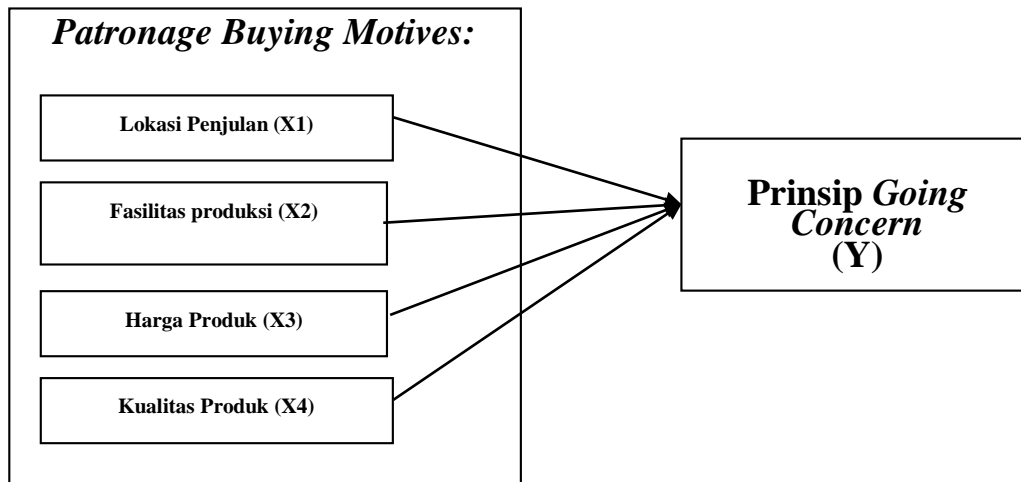 Patronage Buying Motives:
Lokasi Penjulan (X1)
Fasilitas produksi (X2)
Harga Produk (X3)
Kualitas Produk (X4)
Prinsip Going
Concern
(Y)